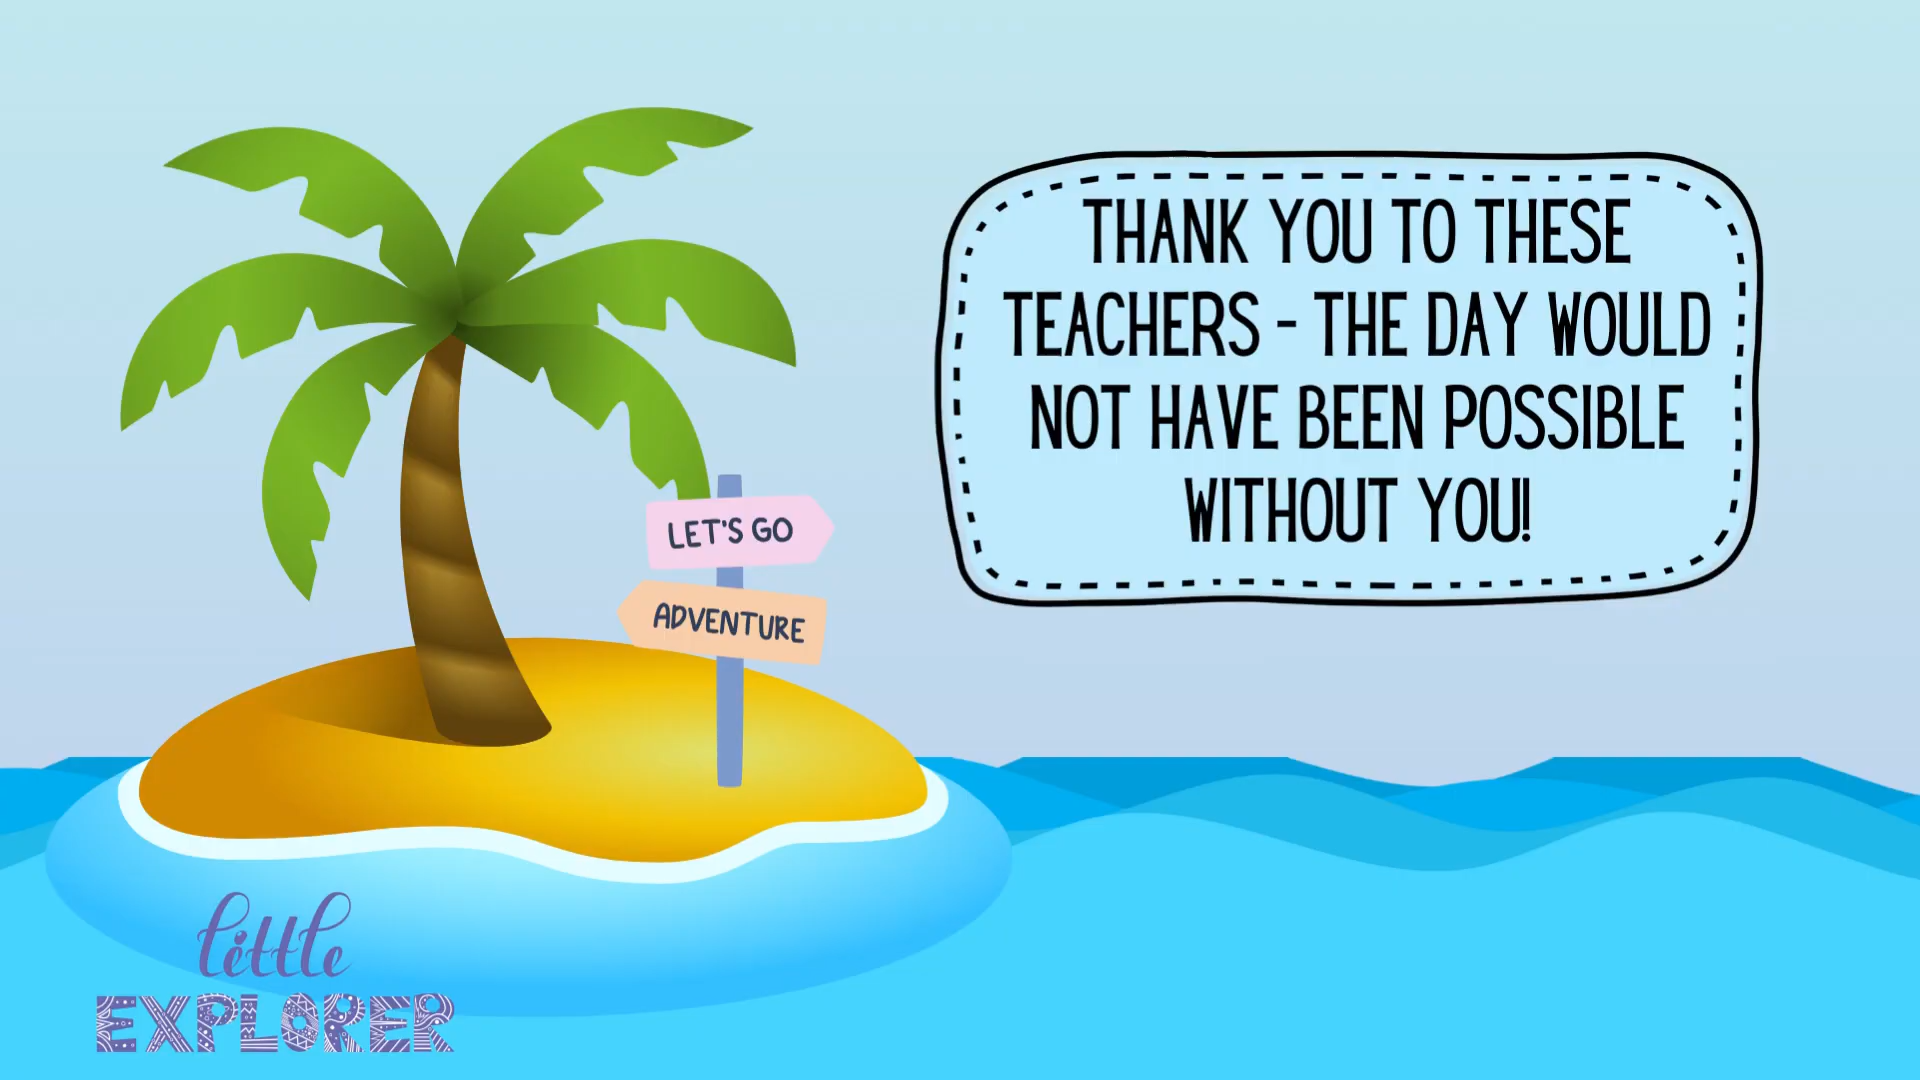 THANK YOU TO THESE
TEACHERS - THE DAY WOULD
NOT HAVE BEEN POSSIBLE
WITHOUT YOU!
LET'S GO
ADVENTURE
little
EXPLORER